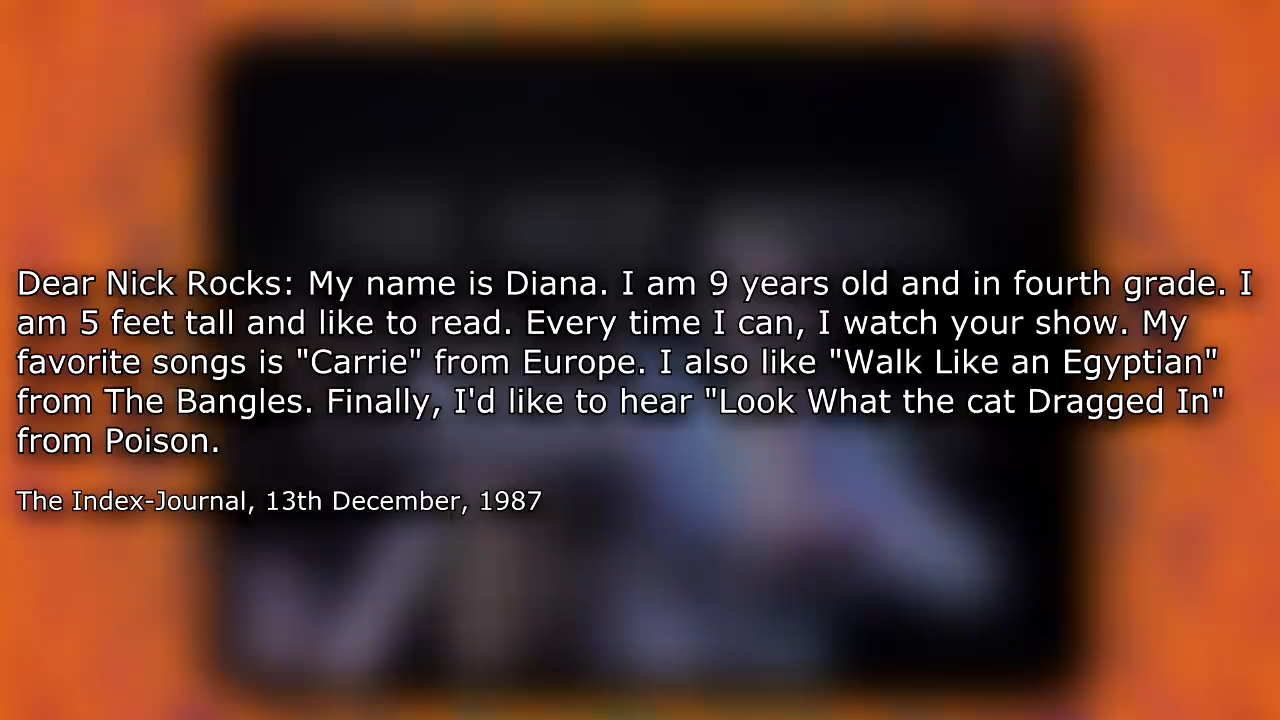 Dear Nick Rocks: My name is Diana. I am 9 years old and in fourth grade. I
am 5 feet tall and like to read. Every time I can, I watch your show. My
favorite songs is "Carrie" from Europe. I also like "Walk Like an Egyptian"
from The Bangles. Finally, I'd like to hear "Look What the cat Dragged In"
from Poison.
The Index-Journal, 13th December, 1987